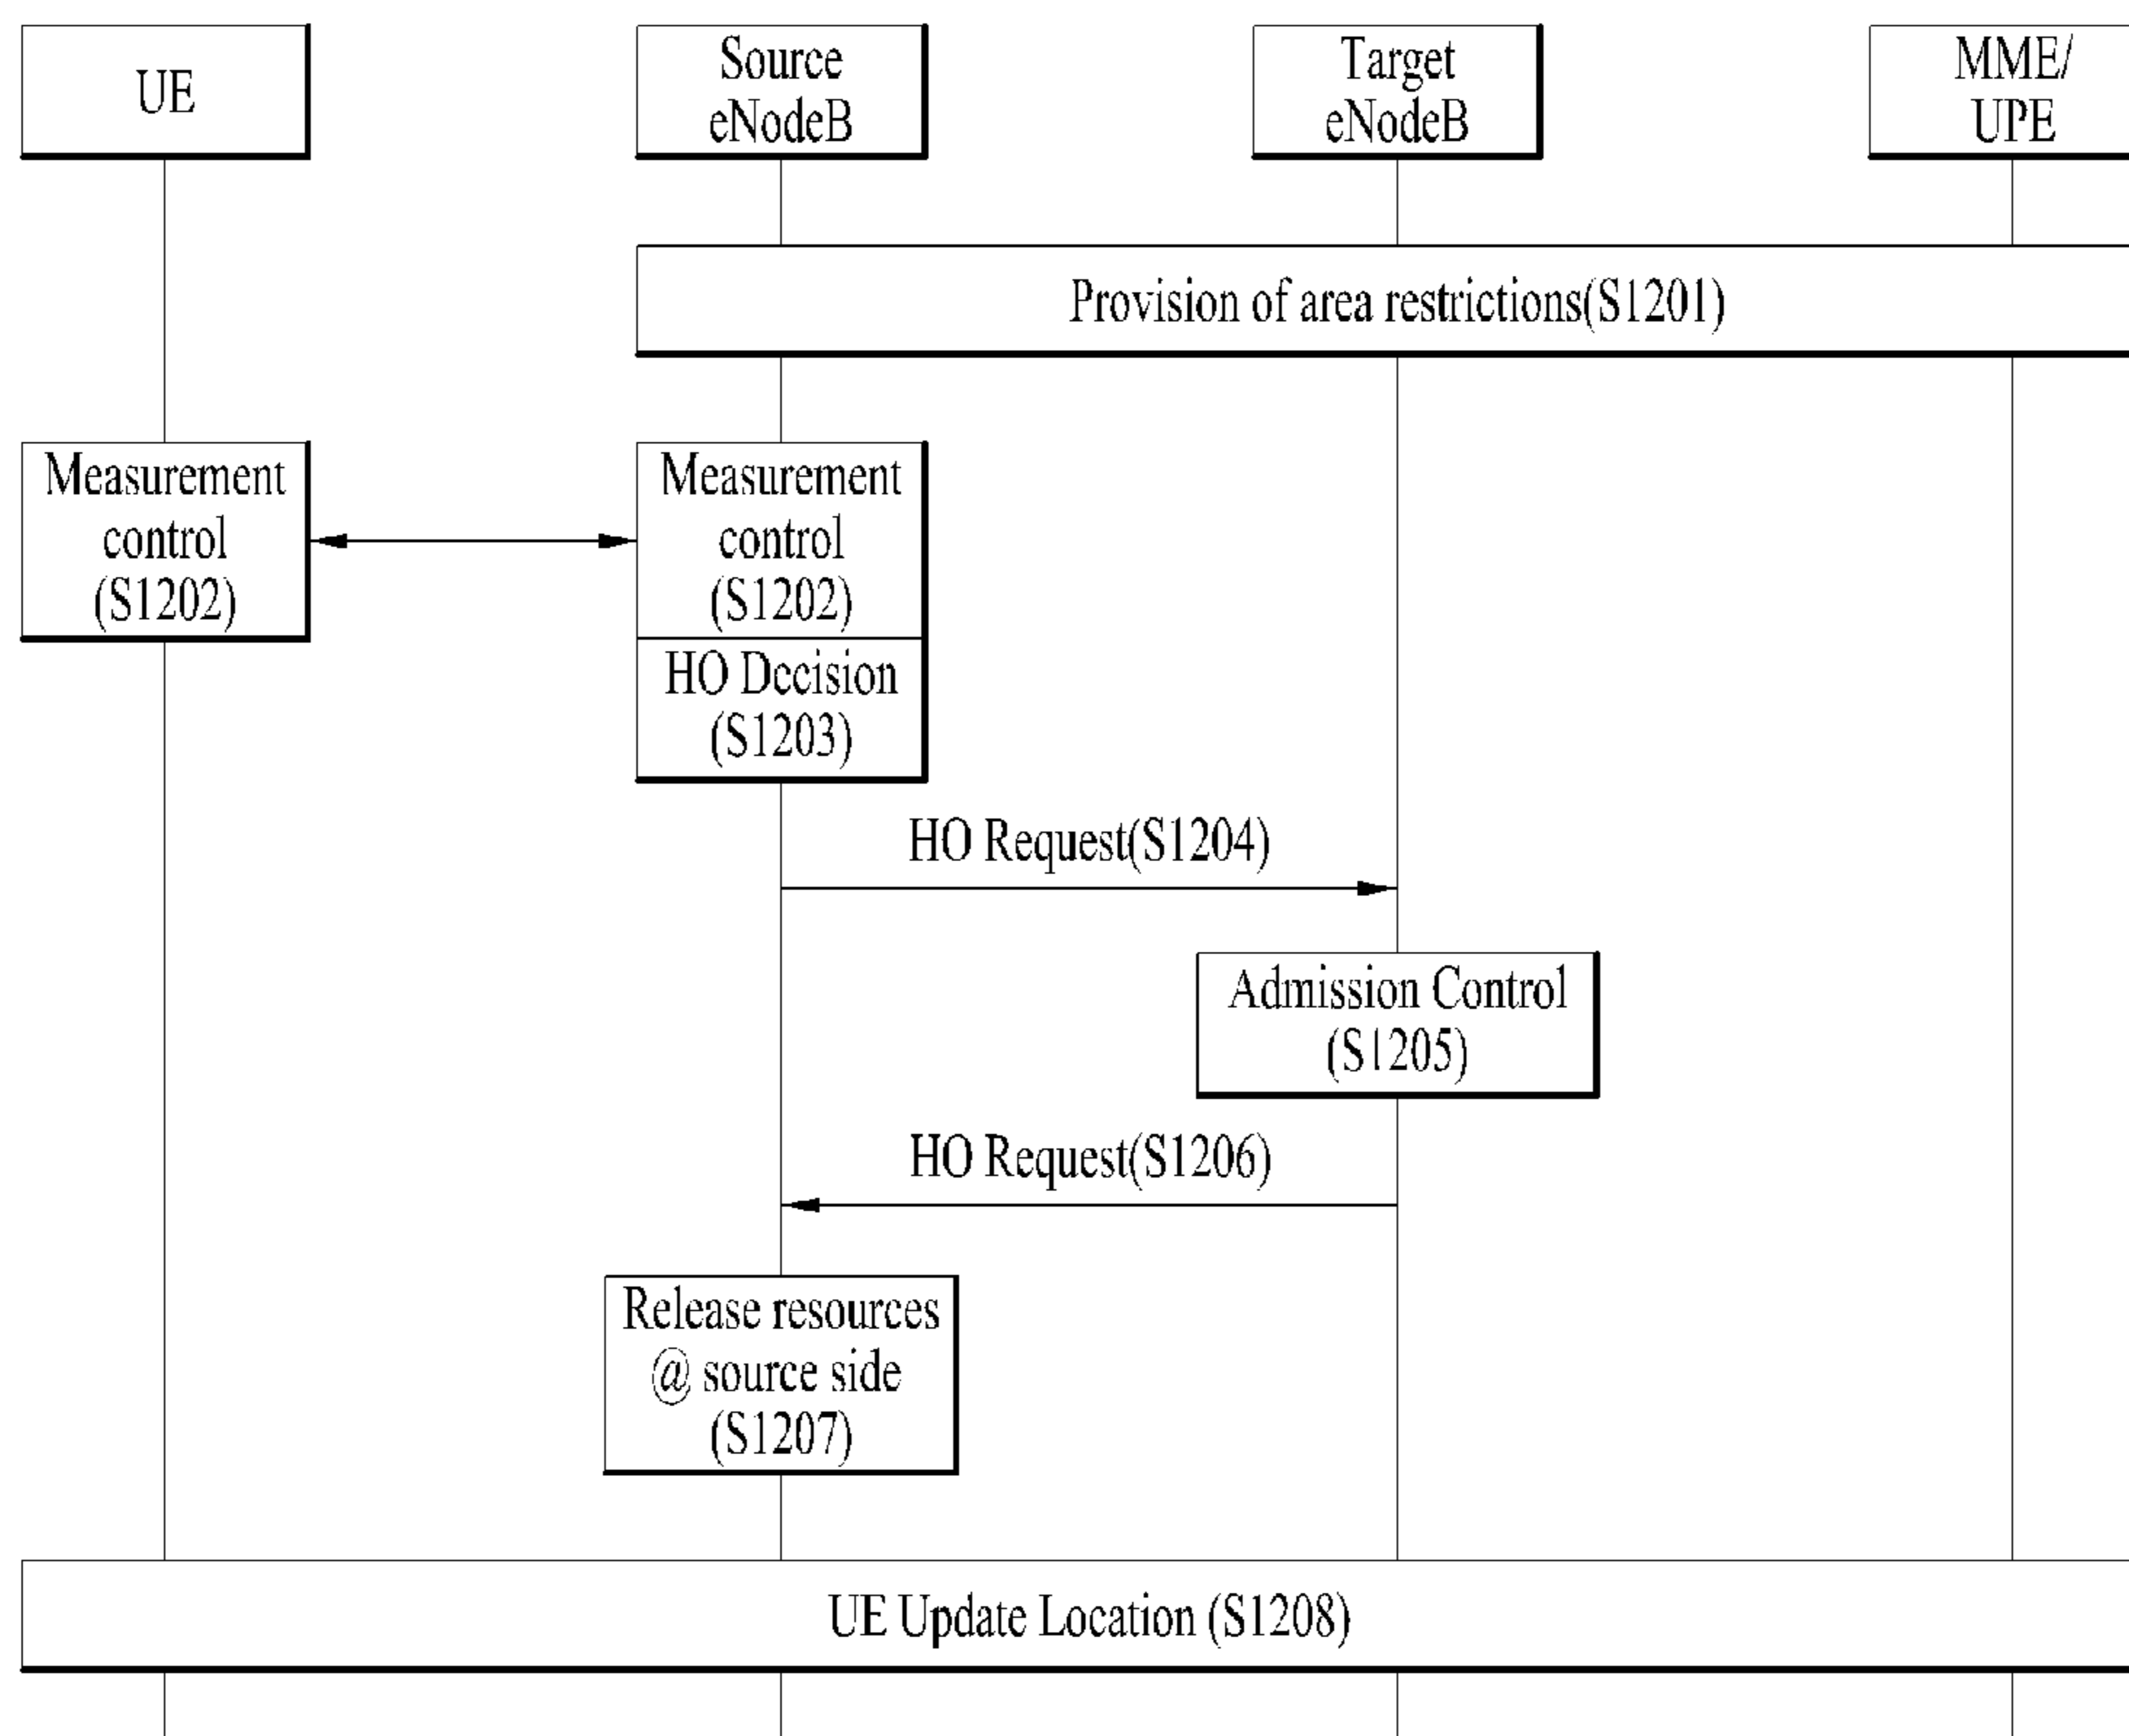 UE
Source
eNodeB
Target
eNodeB
MME/
UPE
Provision of area restrictions(S1201)
Measurement
control
(S1202)
Measurement
control
(S1202)
HO Decision
(S1203)
HO Request(S1204)
Admission Control
(S1205)
HO Request(S1206)
Release resources
@ source side
(S1207)
UE Update Location (S1208)